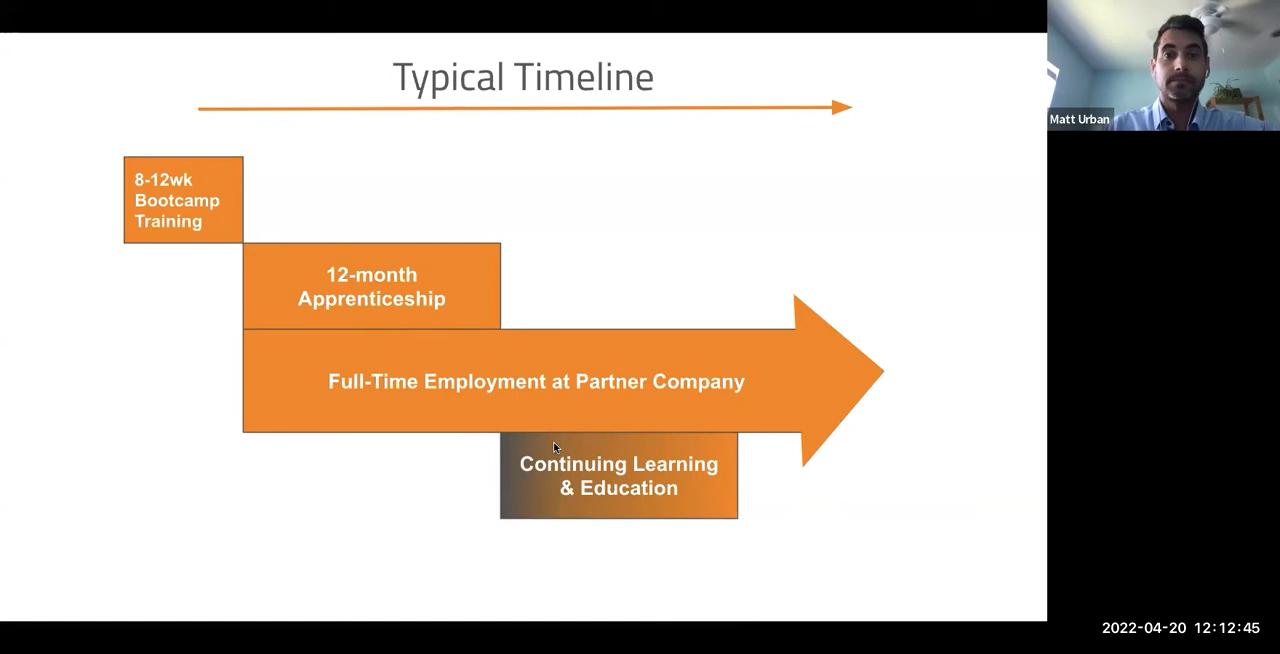 Typical Timeline
Matt Urban
8-12wk
Bootcamp
Training
12-month
Apprenticeship
Full-Time Employment at Partner Company
Continuing Learning
& Education
2022-04-20 12:12:45